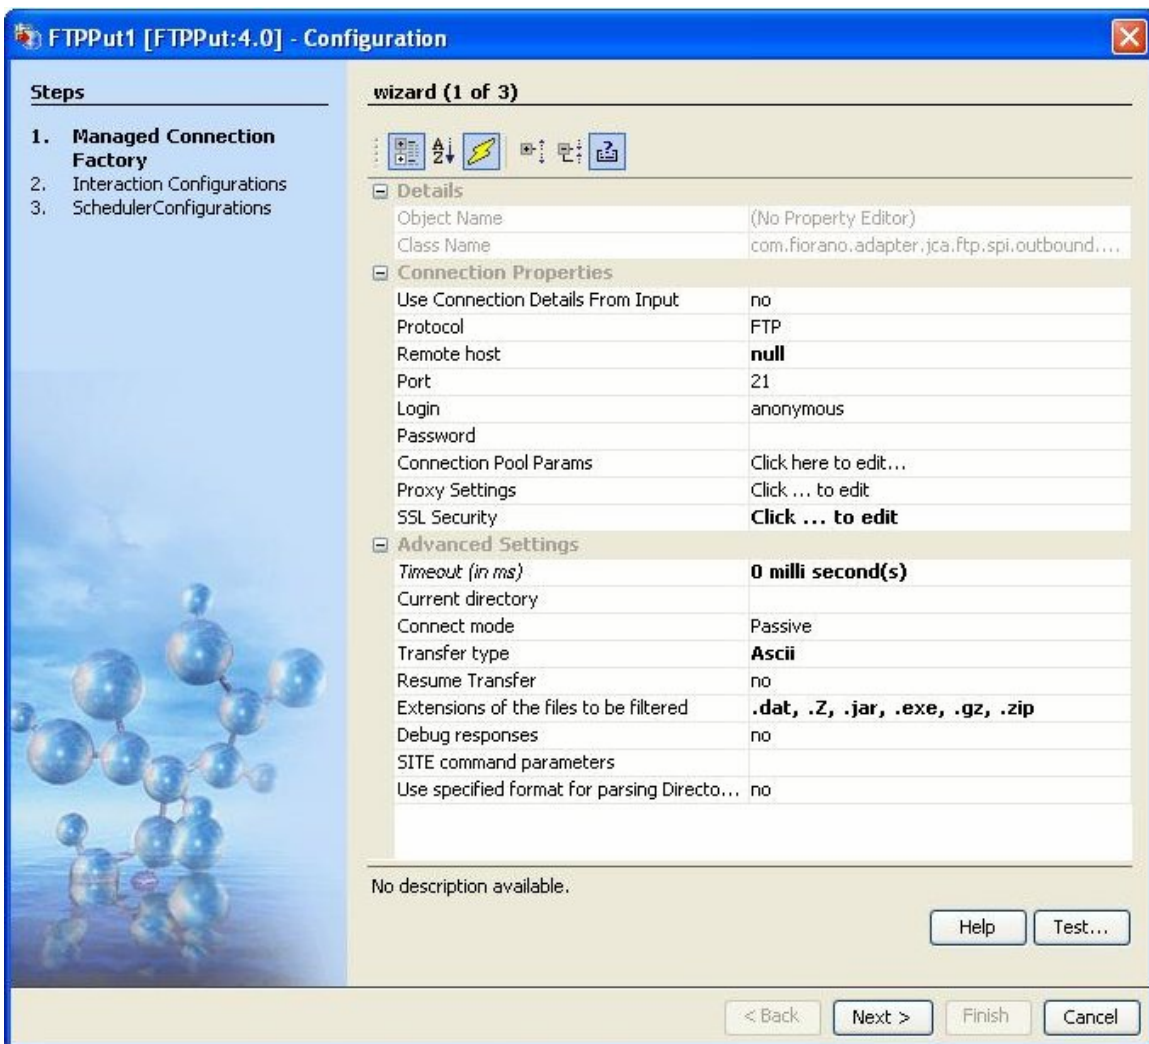 FTPPut1 [FTPPut:4.0] - Configuration
Steps
1. Managed Connection
Factory
2. Interaction Configurations
3. SchedulerConfigurations
wizard (1 of 3)
Details
Object Name (No Property Editor)
Class Name com.fiorano.adapter.jca.ftp.spi.outbound....
Connection Properties
Use Connection Details From Input no
Protocol FTP
Remote host null
Port 21
Login anonymous
Password
Connection Pool Params Click here to edit...
Proxy Settings Click ... to edit
SSL Security Click ... to edit
Advanced Settings
Timeout (in ms) 0 milli second(s)
Current directory
Connect mode Passive
Transfer type Ascii
Resume Transfer no
Extensions of the files to be filtered .dat, .Z, .jar, .exe, .gz, .zip
Debug responses no
SITE command parameters
Use specified format for parsing Directo... no
No description available.
Help Test...
< Back Next > Finish Cancel